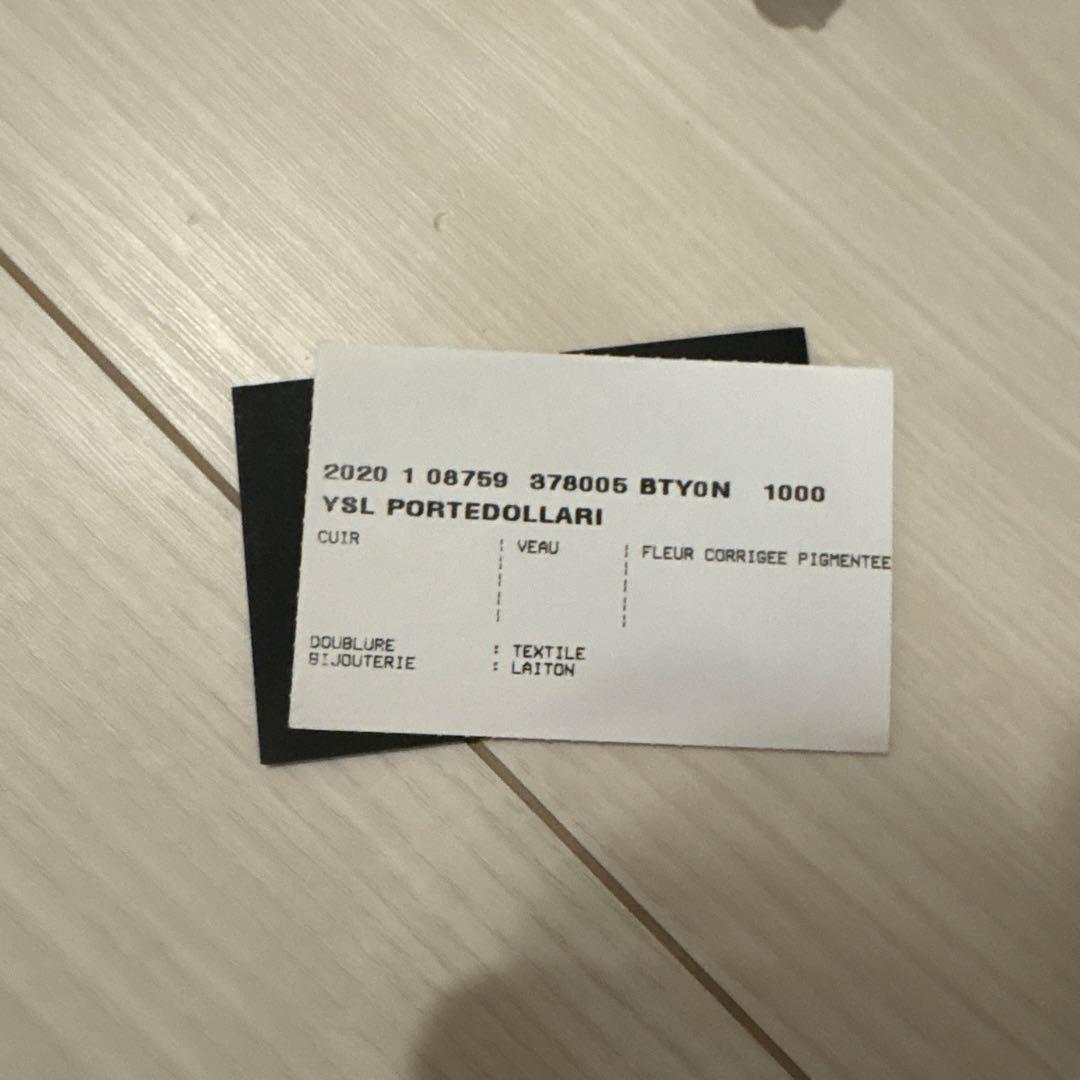 2020 1 08759 378005 BTY0N 1000
YSL PORTEDOLLARI
CUIR ¦ VEAU ¦ FLEUR CORRIGEE PIGMENTEE
DOUBLURE : TEXTILE
BIJOUTERIE : LAITON